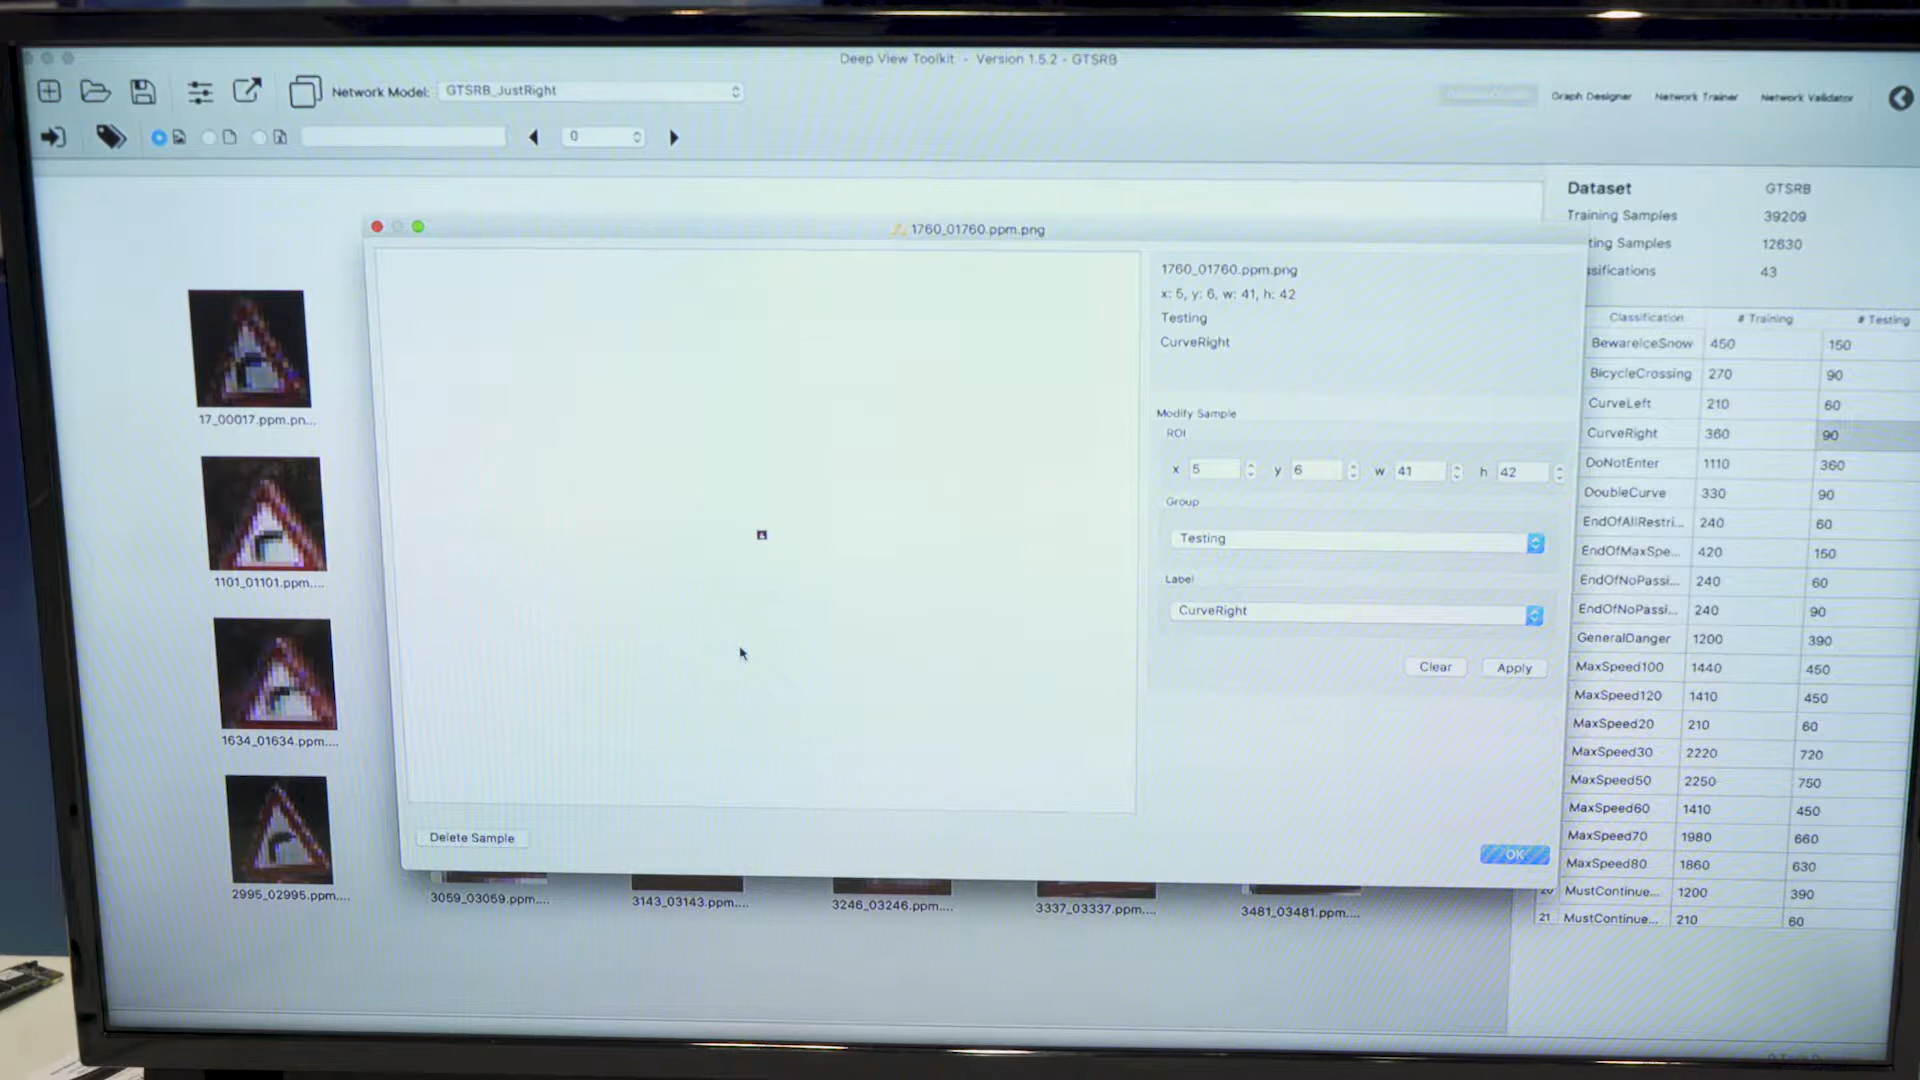 Deep View Toolkit - Version 1.5.2 - GTSRB
Network Model: GTSRB_JustRight
Graph Designer Network Trainer Network Validator
0
Dataset GTSRB
Training Samples 39209
ting Samples 12630
sifications 43
1760_01760.ppm.png
1760_01760.ppm.png
x: 5, y: 6, w: 41, h: 42
Testing
CurveRight
Modify Sample
ROI
x 5 y 6 w 41 h 42
Group
Testing
Label
CurveRight
Clear Apply
Delete Sample
OK
17_00017.ppm.pn...
1101_01101.ppm....
1634_01634.ppm....
2995_02995.ppm....
3059_03059.ppm....
3143_03143.ppm....
3246_03246.ppm....
3337_03337.ppm....
3481_03481.ppm....
Classification # Training # Testing
BewareIceSnow 450 150
BicycleCrossing 270 90
CurveLeft 210 60
CurveRight 360 90
DoNotEnter 1110 360
DoubleCurve 330 90
EndOfAllRestri... 240 60
EndOfMaxSpe... 420 150
EndOfNoPassi... 240 60
EndOfNoPassi... 240 90
GeneralDanger 1200 390
MaxSpeed100 1440 450
MaxSpeed120 1410 450
MaxSpeed20 210 60
MaxSpeed30 2220 720
MaxSpeed50 2250 750
MaxSpeed60 1410 450
MaxSpeed70 1980 660
MaxSpeed80 1860 630
20 MustContinue... 1200 390
21 MustContinue... 210 60